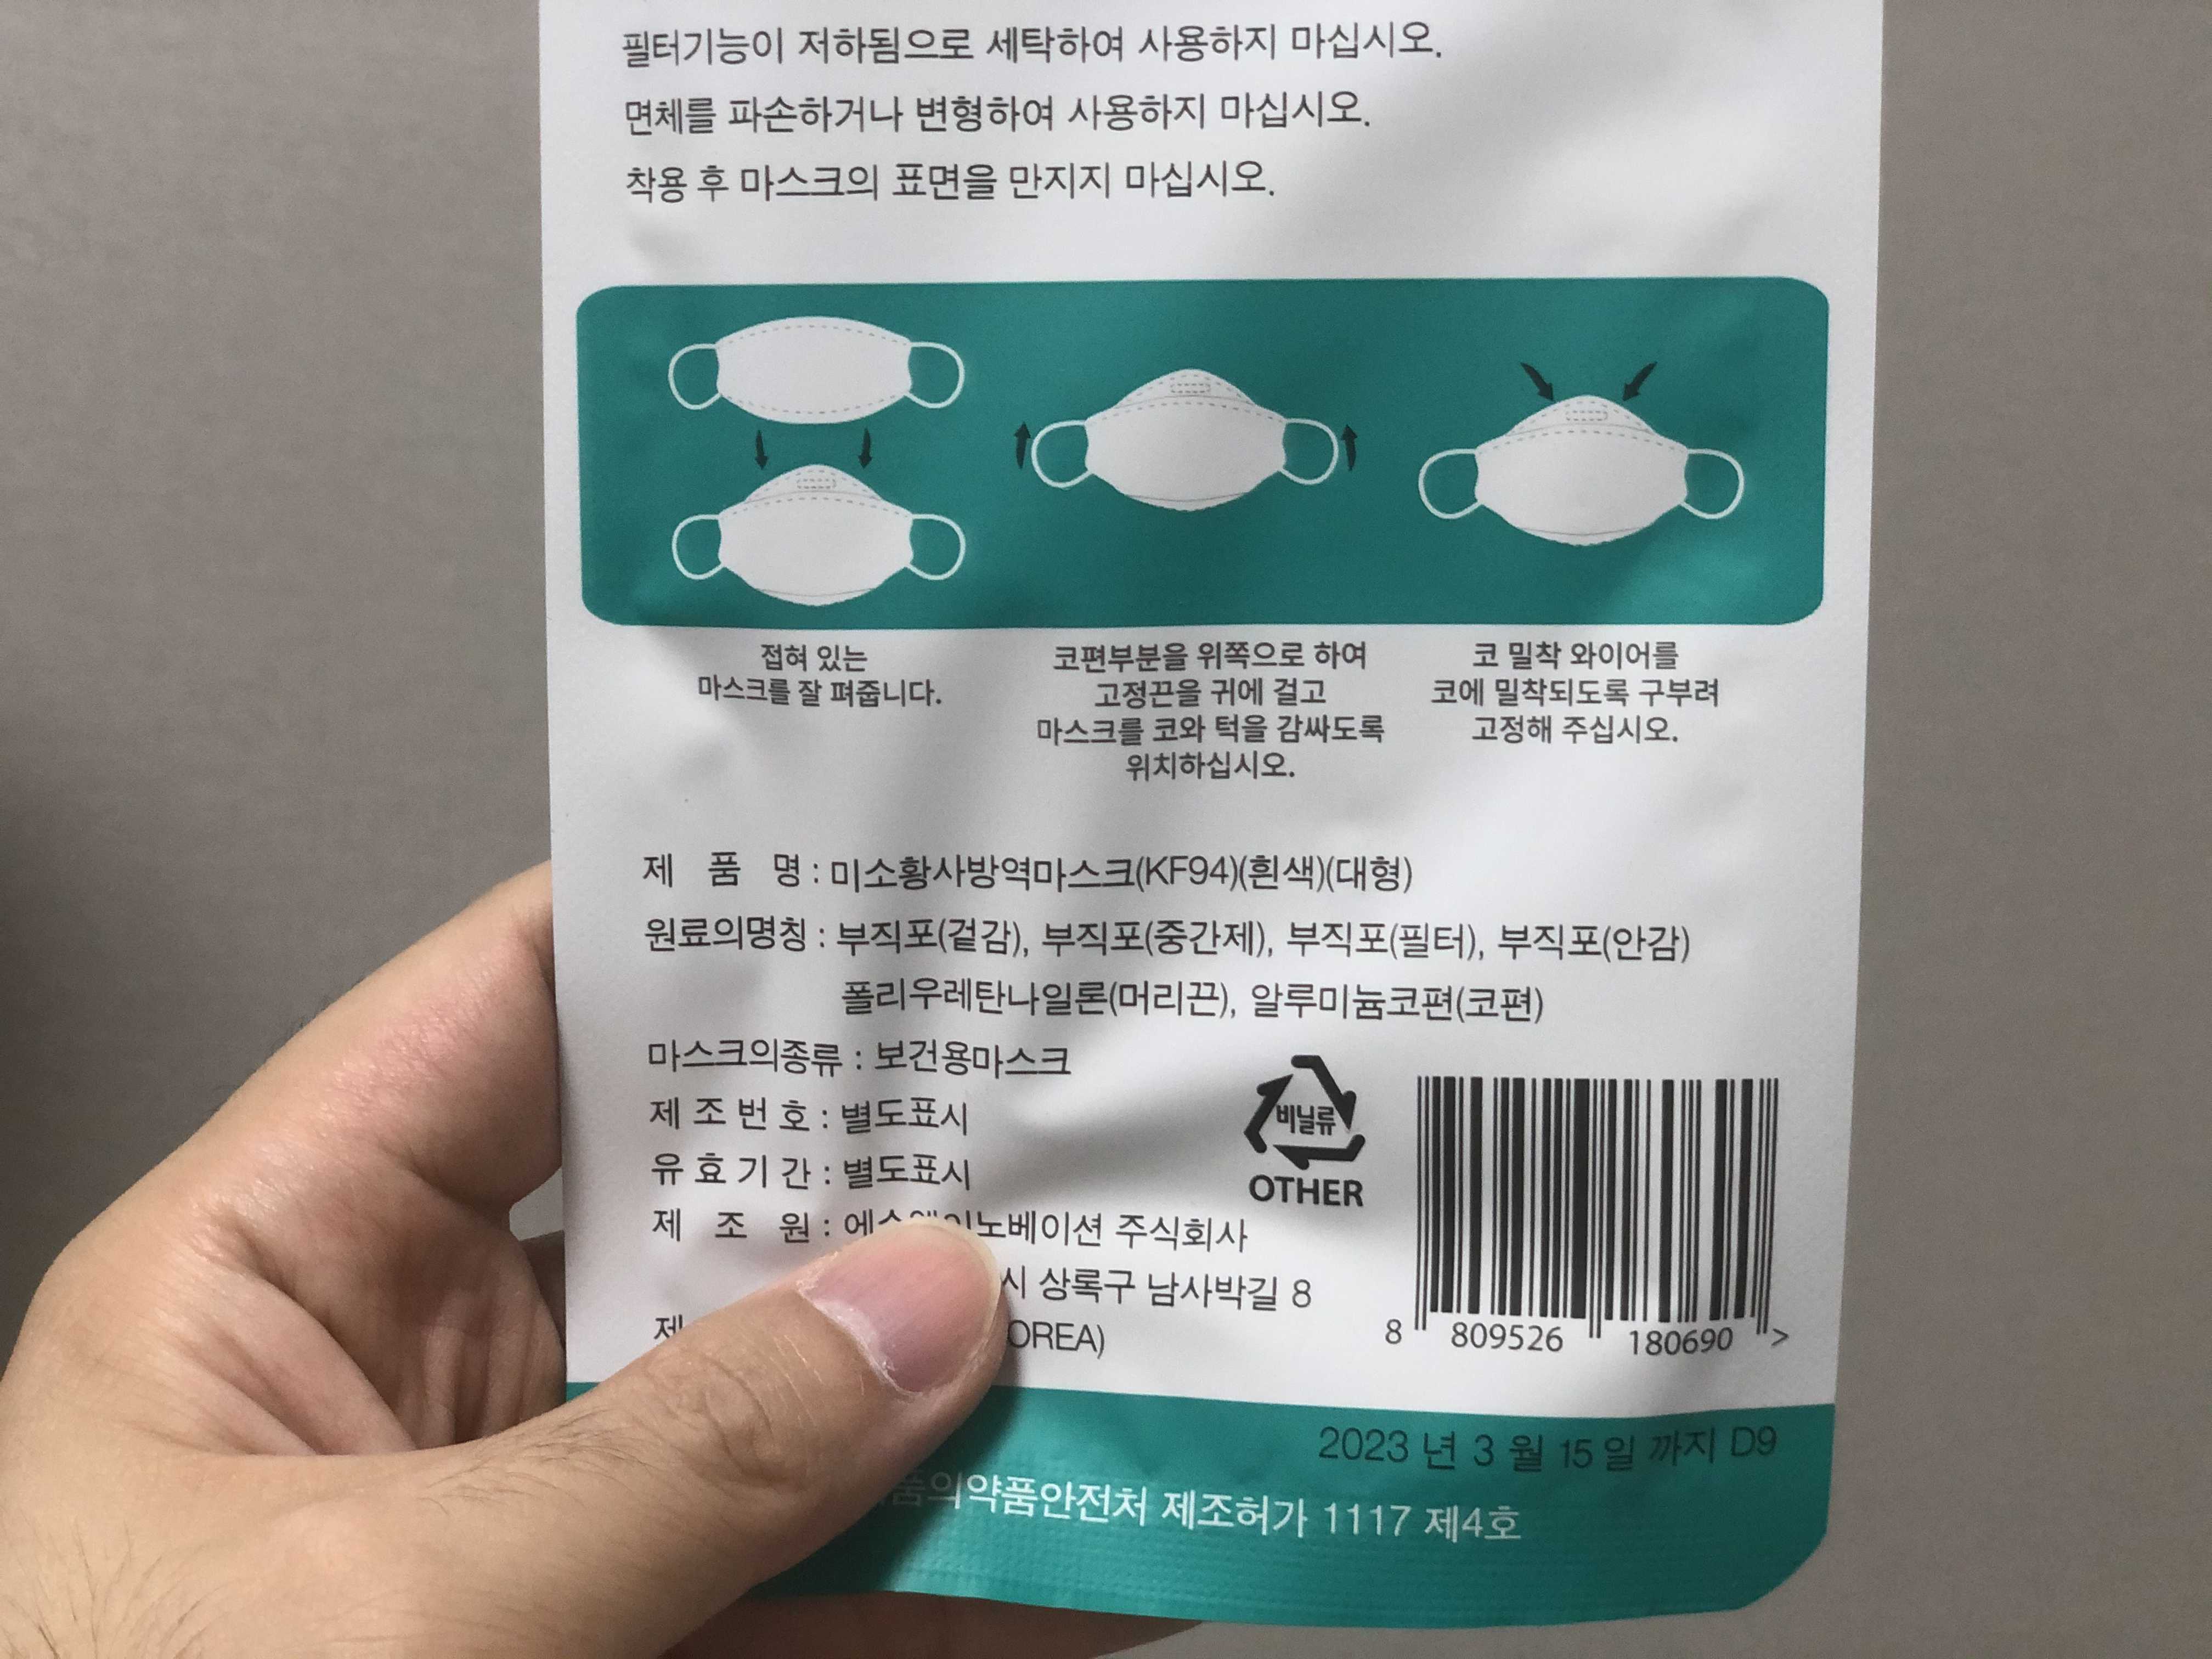 필터기능이 저하됨으로 세탁하여 사용하지 마십시오.
면체를 파손하거나 변형하여 사용하지 마십시오.
착용 후 마스크의 표면을 만지지 마십시오.
접혀 있는
마스크를 잘 펴줍니다.
코편부분을 위쪽으로 하여
고정끈을 귀에 걸고
마스크를 코와 턱을 감싸도록
위치하십시오.
코 밀착 와이어를
코에 밀착되도록 구부려
고정해 주십시오.
제 품 명 : 미소황사방역마스크(KF94)(흰색)(대형)
원료의명칭 : 부직포(겉감), 부직포(중간제), 부직포(필터), 부직포(안감)
폴리우레탄나일론(머리끈), 알루미늄코편(코편)
마스크의종류 : 보건용마스크
제 조 번 호 : 별도표시
유 효 기 간 : 별도표시
제 조 원 : 주식회사
시 상록구 남사박길 8
비닐류
OTHER
8 809526 180690 >
2023 년 3 월 15 일 까지 D9
품의약품안전처 제조허가 1117 제4호